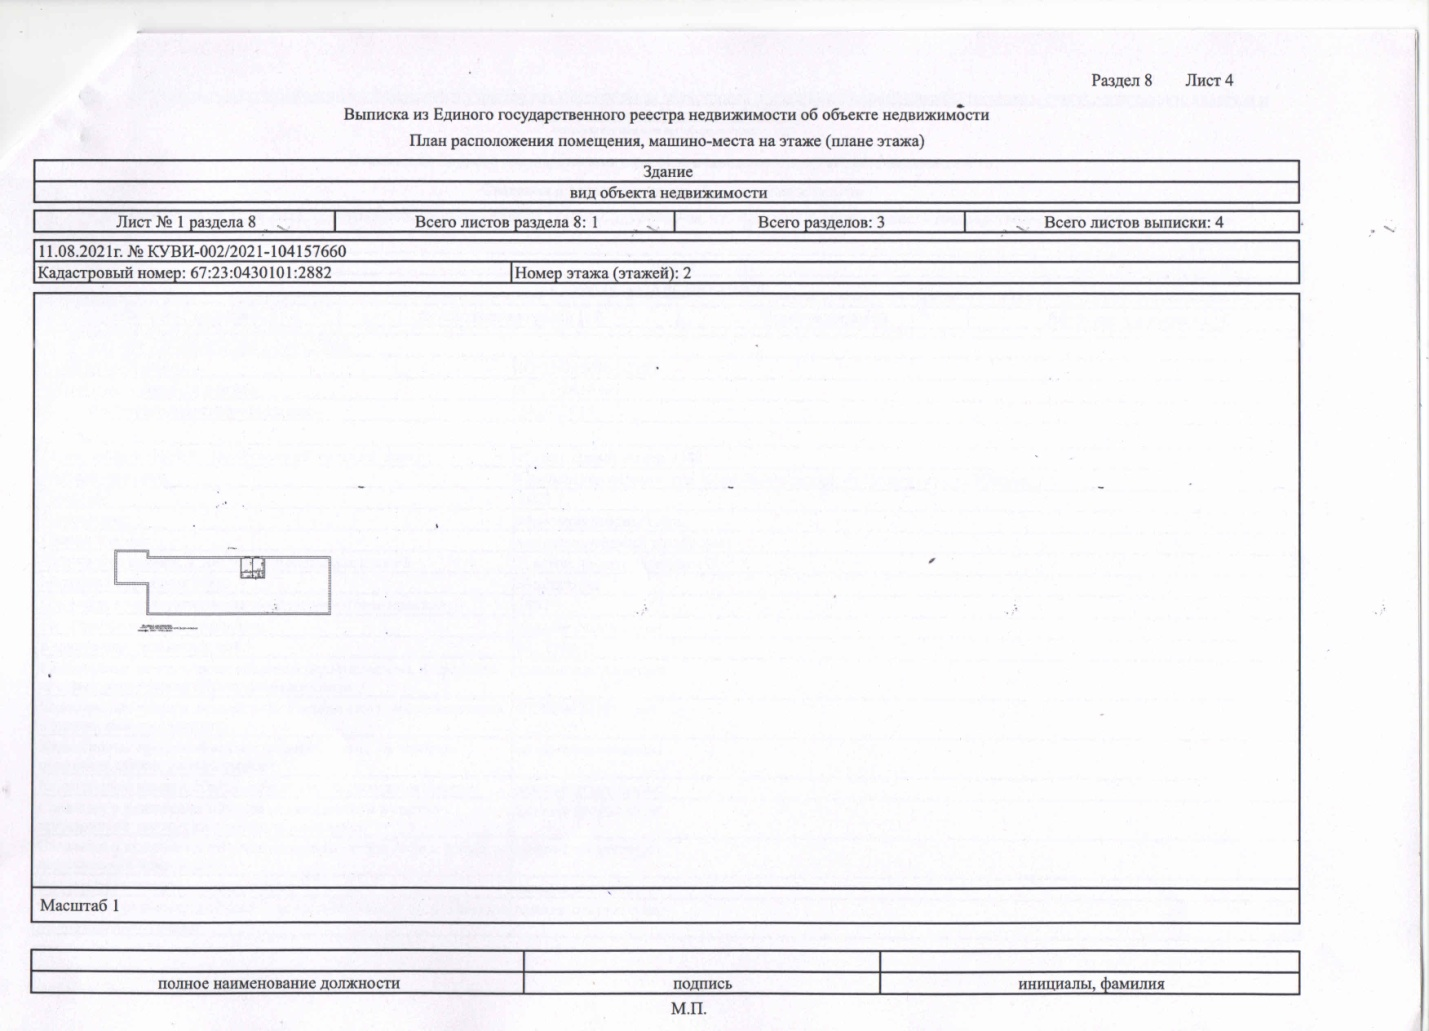 Раздел 8 Лист 4
Выписка из Единого государственного реестра недвижимости об объекте недвижимости
План расположения помещения, машино-места на этаже (плане этажа)
Здание
вид объекта недвижимости
Лист № 1 раздела 8 Всего листов раздела 8: 1 Всего разделов: 3 Всего листов выписки: 4
11.08.2021г. № КУВИ-002/2021-104157660
Кадастровый номер: 67:23:0430101:2882 Номер этажа (этажей): 2
Масштаб 1
полное наименование должности подпись инициалы, фамилия
М.П.